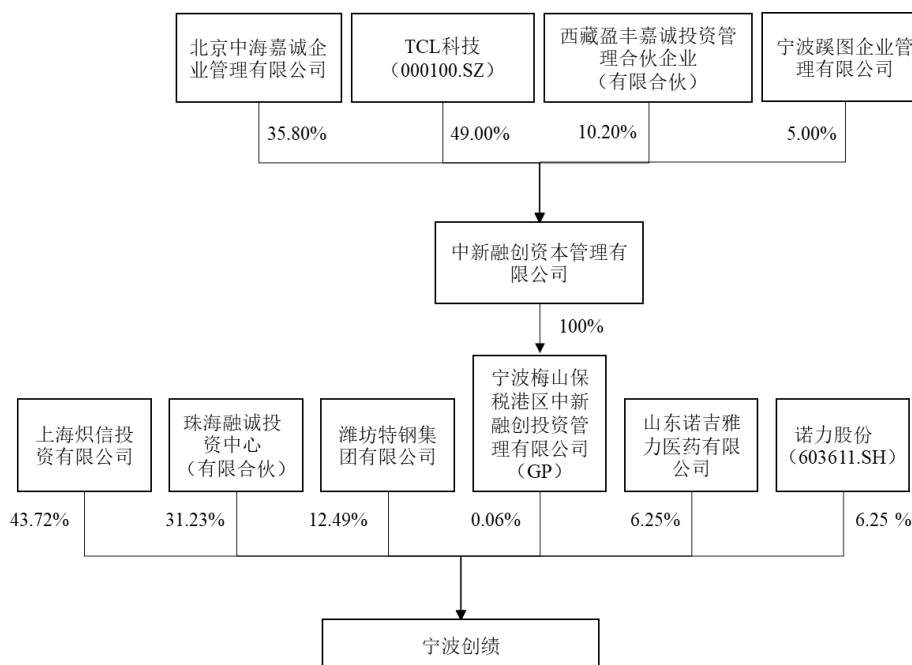 北京中海嘉诚企
业管理有限公司
TCL科技
（000100.SZ）
西藏盈丰嘉诚投资管
理合伙企业
（有限合伙）
宁波蹊图企业管
理有限公司
35.80%
49.00%
10.20%
5.00%
中新融创资本管理有
限公司
100%
上海炽信投
资有限公司
珠海融诚投
资中心
（有限合伙）
潍坊特钢集
团有限公司
宁波梅山保
税港区中新
融创投资管
理有限公司
（GP）
山东诺吉雅
力医药有限
公司
诺力股份
（603611.SH）
43.72%
31.23%
12.49%
0.06%
6.25%
6.25 %
宁波创绩